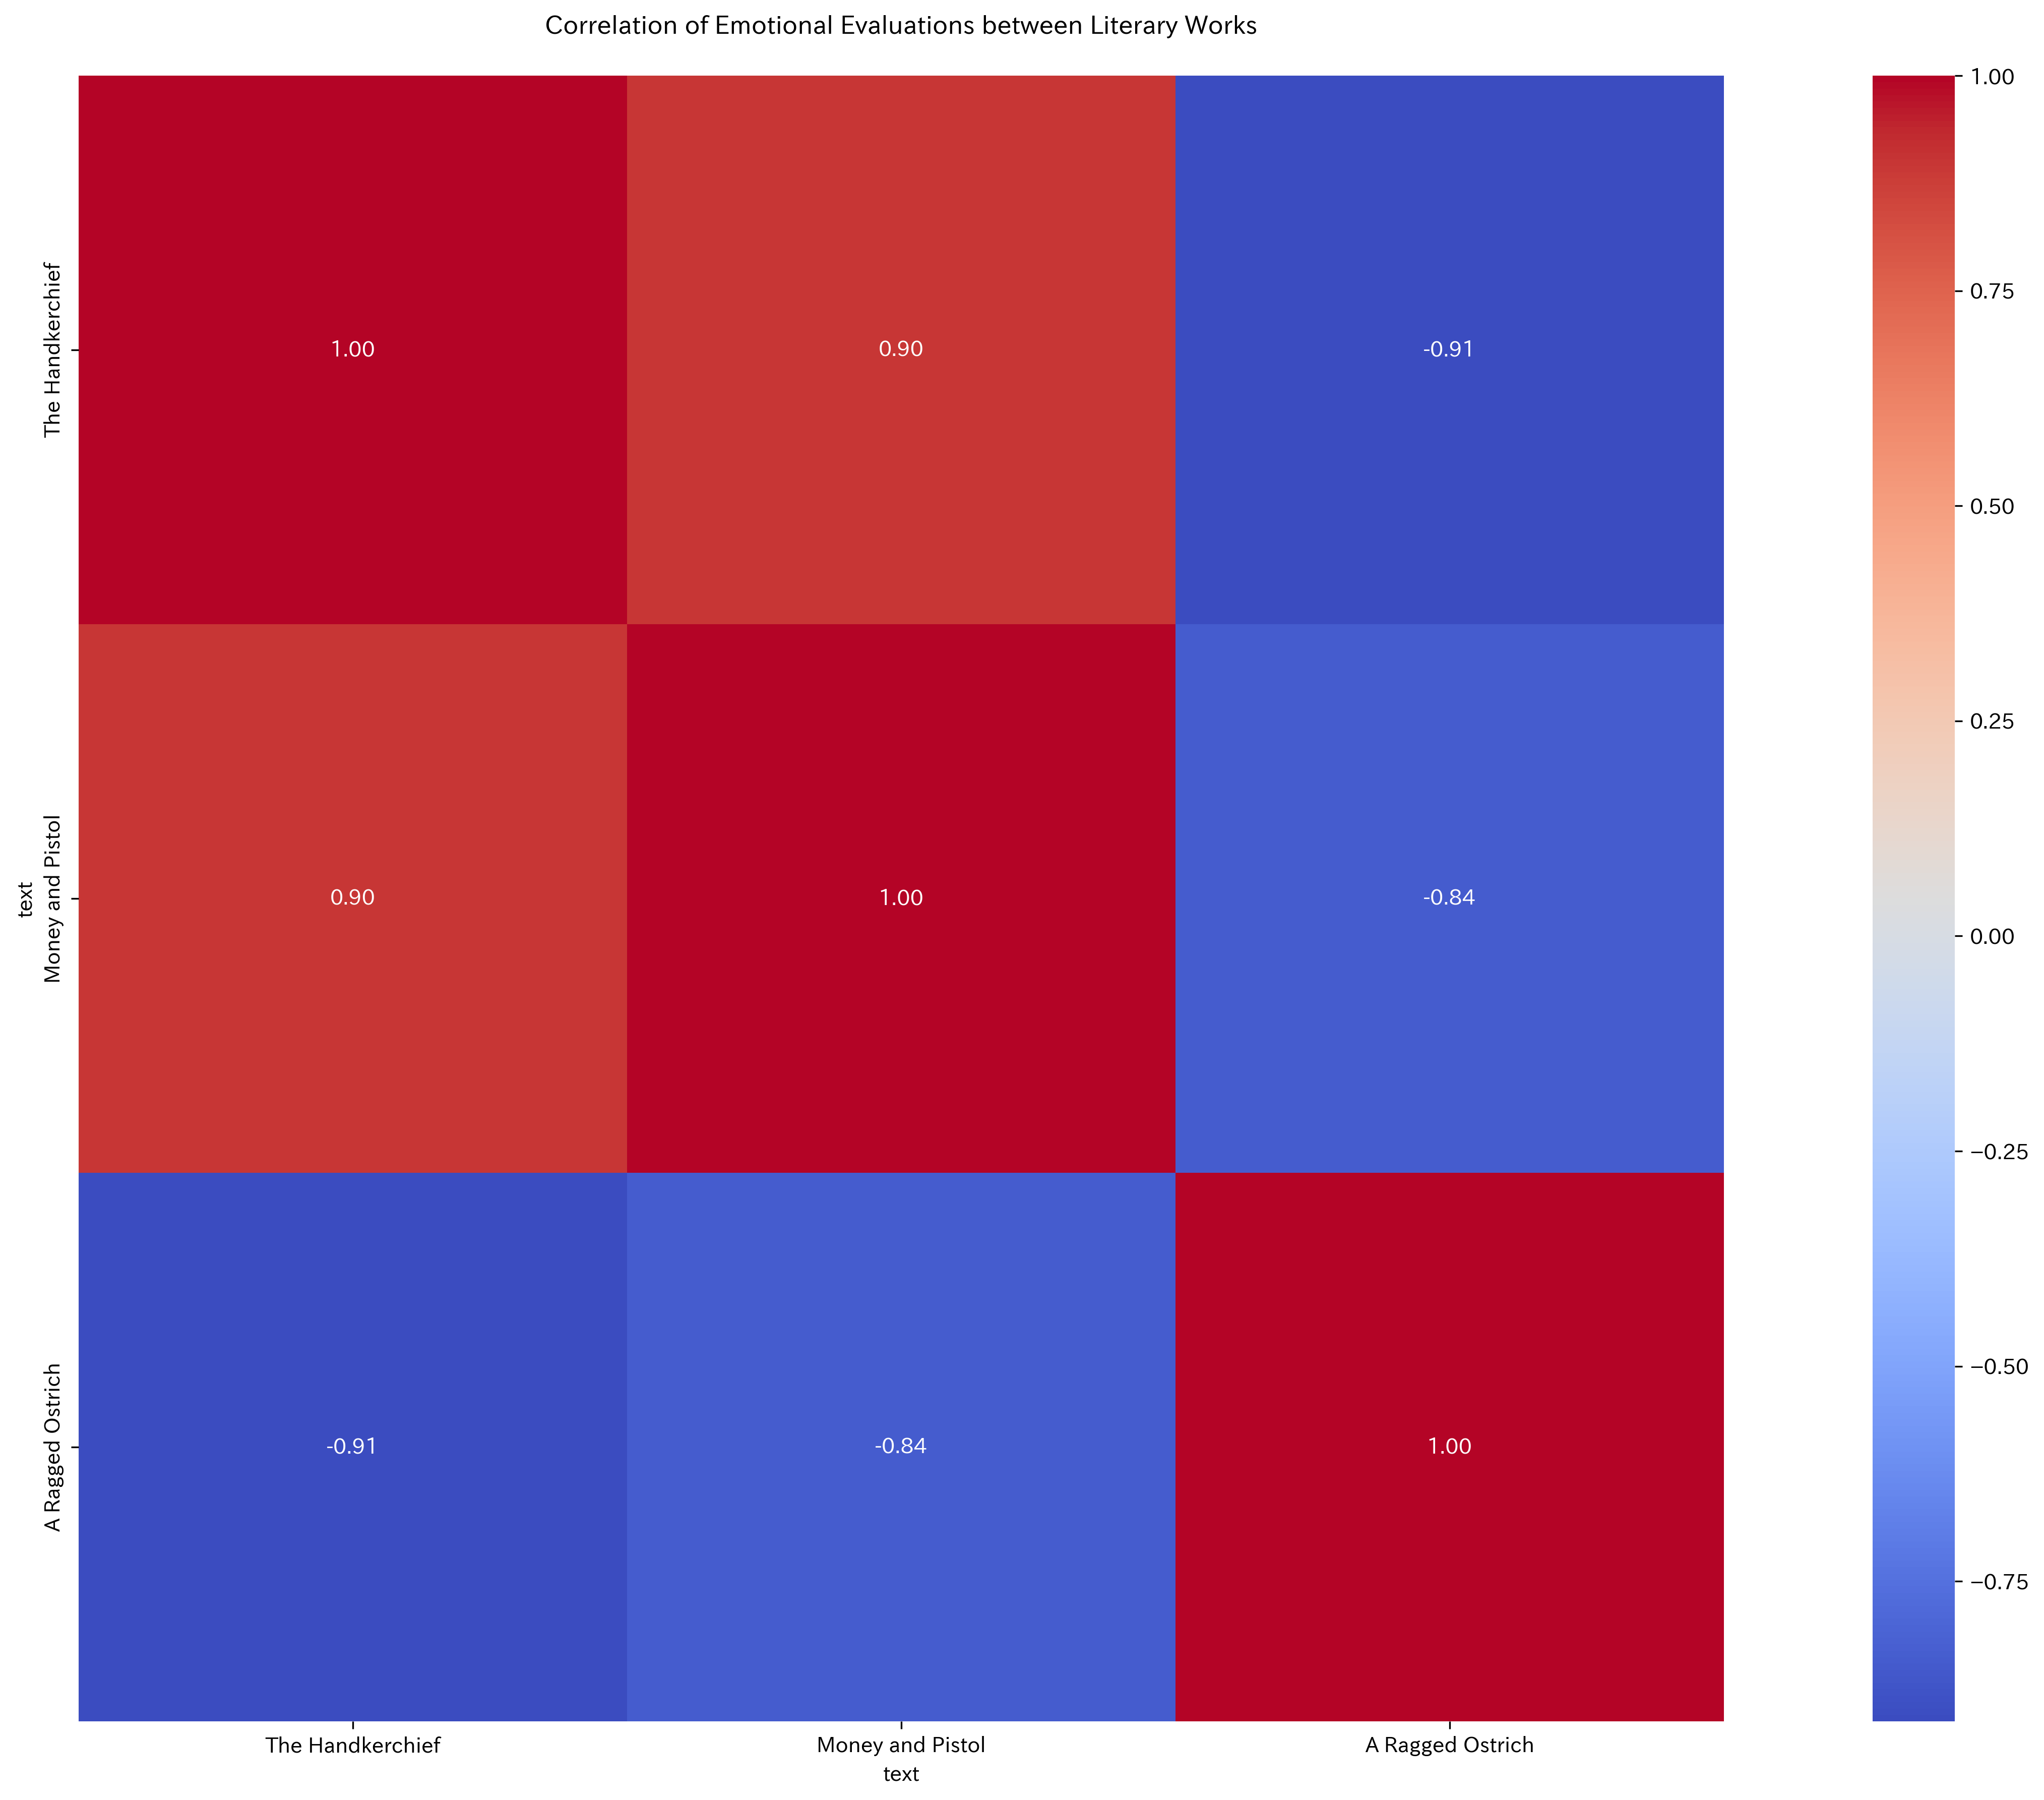 Correlation of Emotional Evaluations between Literary Works
The Handkerchief
1.00
0.90
-0.91
text
Money and Pistol
0.90
1.00
-0.84
A Ragged Ostrich
-0.91
-0.84
1.00
The Handkerchief
Money and Pistol
A Ragged Ostrich
text
1.00
0.75
0.50
0.25
0.00
−0.25
−0.50
−0.75